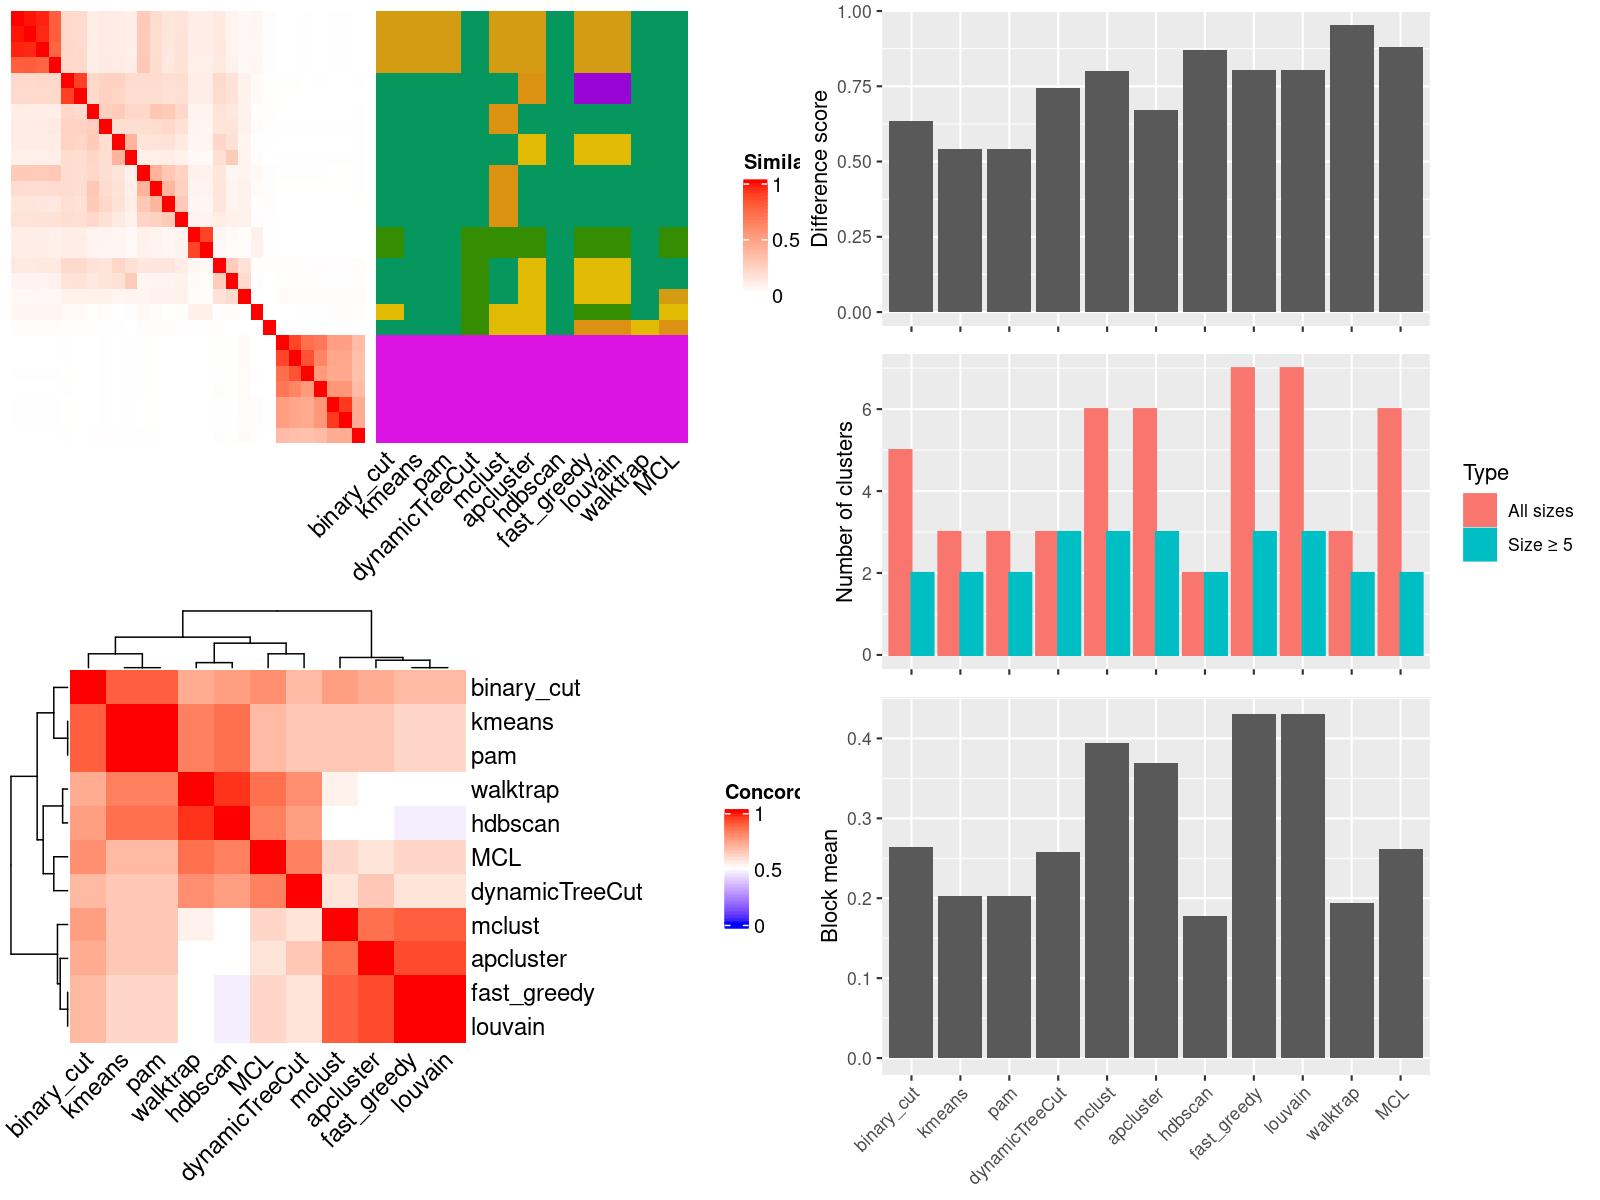 Simila
1
0.5
0
binary_cut
kmeans
pam
dynamicTreeCut
mclust
apcluster
hdbscan
fast_greedy
louvain
walktrap
MCL
binary_cut
kmeans
pam
walktrap
hdbscan
MCL
dynamicTreeCut
mclust
apcluster
fast_greedy
louvain
binary_cut
kmeans
pam
walktrap
hdbscan
MCL
dynamicTreeCut
mclust
apcluster
fast_greedy
louvain
Concord
1
0.5
0
Difference score
1.00
0.75
0.50
0.25
0.00
Number of clusters
6
4
2
0
Type
All sizes
Size ≥ 5
Block mean
0.4
0.3
0.2
0.1
0.0
binary_cut
kmeans
pam
dynamicTreeCut
mclust
apcluster
hdbscan
fast_greedy
louvain
walktrap
MCL